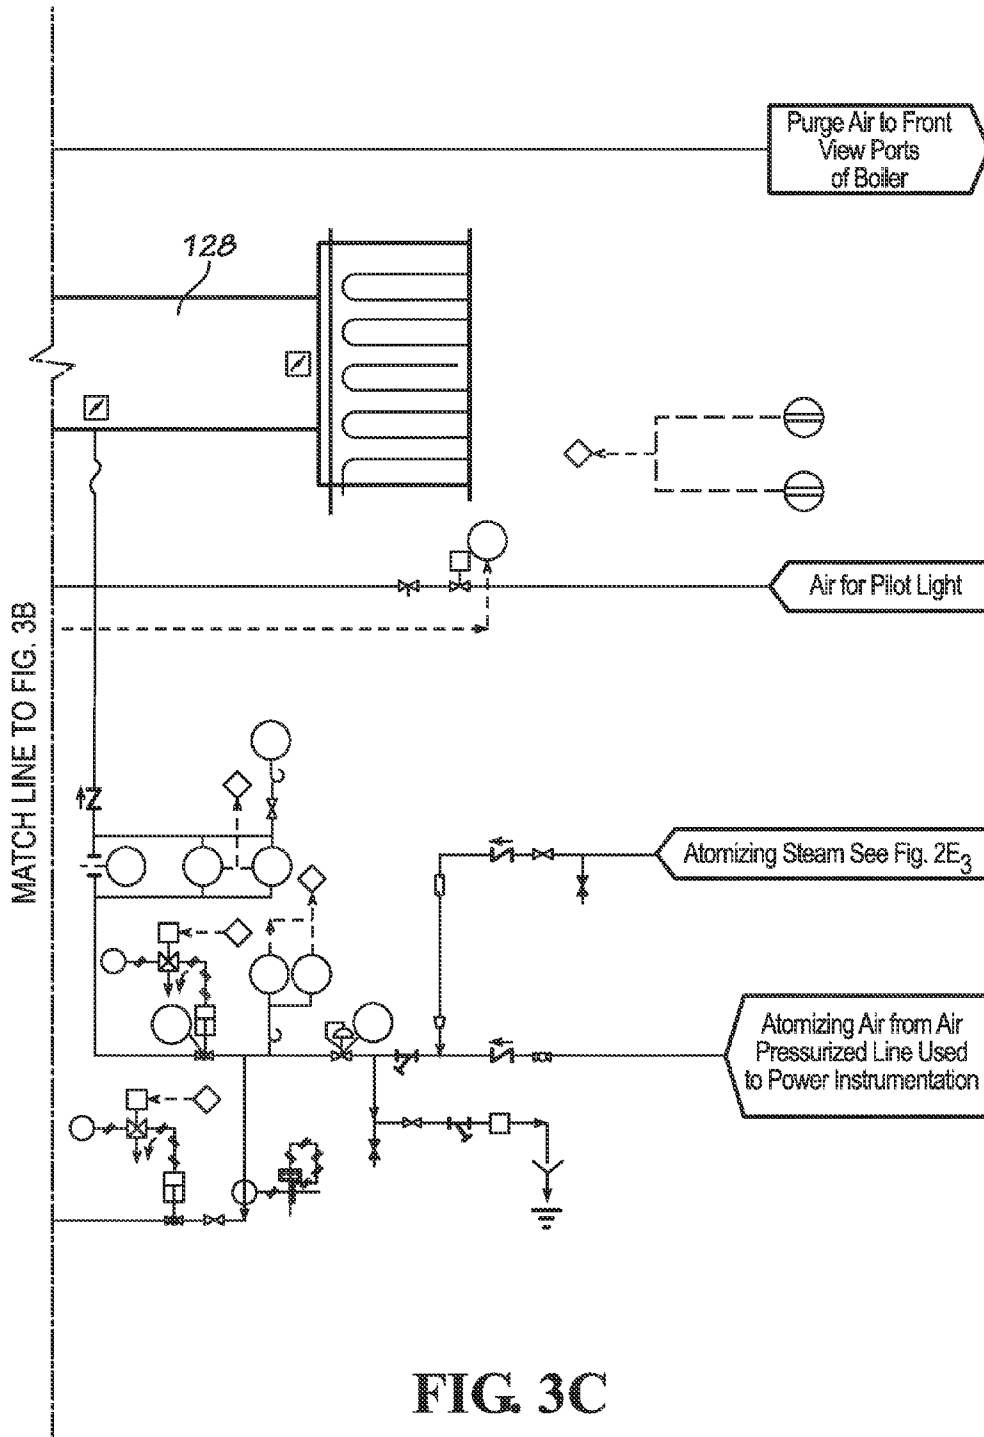 Purge Air to Front
View Ports
of Boiler
128
Air for Pilot Light
MATCH LINE TO FIG. 3B
Atomizing Steam See Fig. 2E3
Atomizing Air from Air
Pressurized Line Used
to Power Instrumentation
FIG. 3C